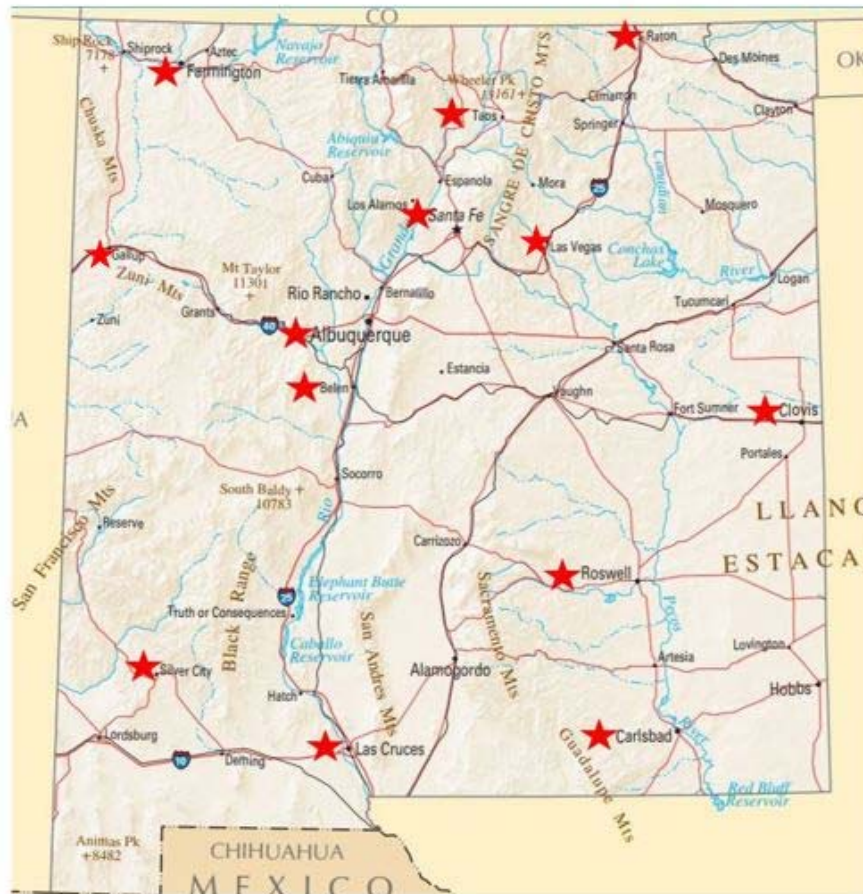 CO
OK
Ship Rock
7178
Shiprock
Aztec
Farmington
Navajo
Reservoir
Tierra Amarilla
Wheeler Pk
13161
Taos
Raton
Des Moines
Cimarron
Springer
Clayton
Chuska Mts
Abiquiu
Reservoir
Cuba
Espanola
Los Alamos
Santa Fe
SANGRE DE CRISTO MTS
Mora
25
Canadian
Mosquero
Las Vegas
Conchas
Lake
River
Logan
Gallup
Zuni Mts
Mt Taylor
11301
Grande
Rio Rancho
Bernalillo
Tucumcari
Zuni
Grants
40
Albuquerque
Santa Rosa
Estancia
Belen
Vaughn
Fort Sumner
Clovis
Portales
Socorro
South Baldy
10783
Rio
San Francisco Mts
Reserve
LLANO
ESTACA
Carrizozo
Roswell
Black Range
25
Elephant Butte
Reservoir
Truth or Consequences
Caballo
Reservoir
San Andres Mts
Sacramento Mts
Pecos
Lovington
Alamogordo
Artesia
Silver City
Hobbs
Hatch
Lordsburg
10
Deming
Las Cruces
Carlsbad
River
Guadalupe Mts
Red Bluff
Reservoir
Animas Pk
8482
CHIHUAHUA
MEXICO